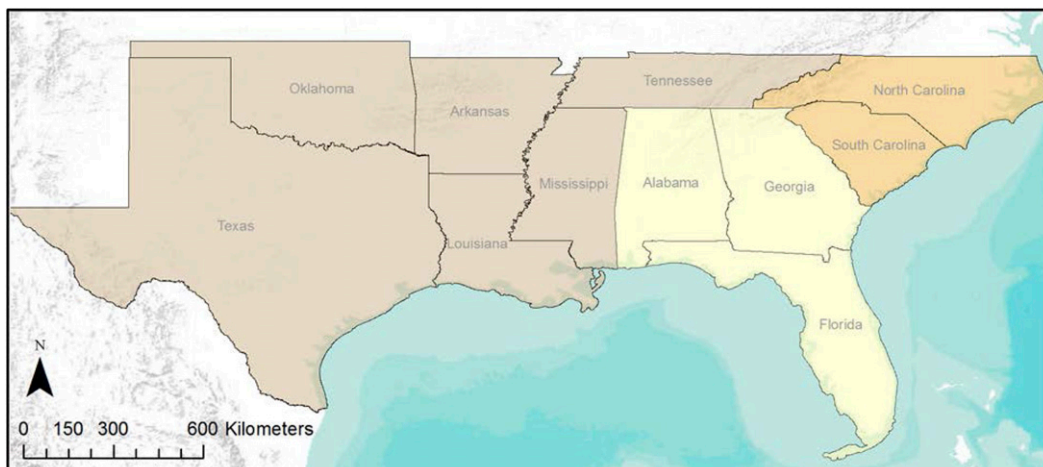 Oklahoma
Tennessee
North Carolina
Arkansas
South Carolina
Mississippi
Alabama
Georgia
Texas
Louisiana
Florida
N
0 150 300 600 Kilometers